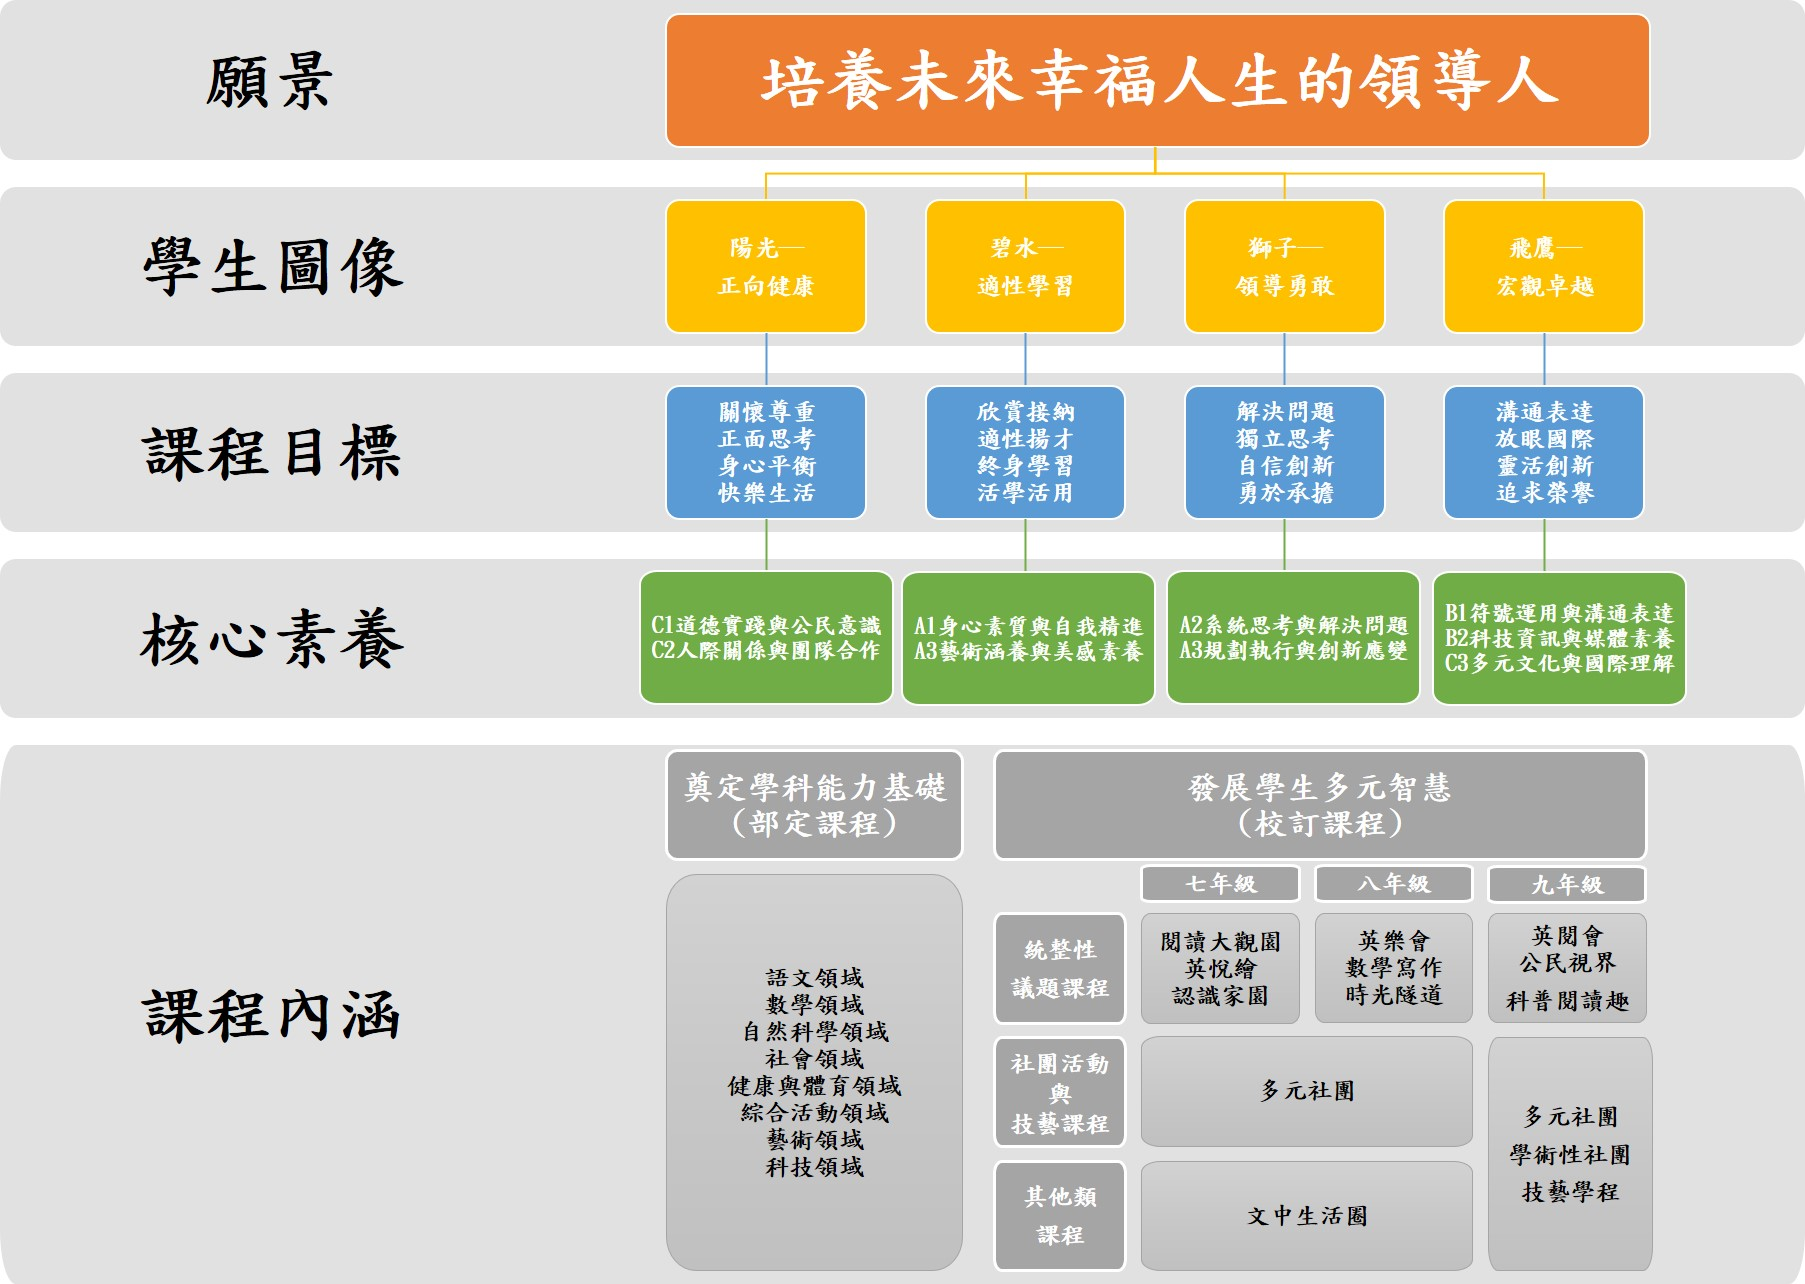 願景
培養未來幸福人生的領導人
學生圖像
陽光—
正向健康
碧水—
適性學習
獅子—
領導勇敢
飛鷹—
宏觀卓越
課程目標
關懷尊重
正面思考
身心平衡
快樂生活
欣賞接納
適性揚才
終身學習
活學活用
解決問題
獨立思考
自信創新
勇於承擔
溝通表達
放眼國際
靈活創新
追求榮譽
核心素養
C1道德實踐與公民意識
C2人際關係與團隊合作
A1身心素質與自我精進
A3藝術涵養與美感素養
A2系統思考與解決問題
A3規劃執行與創新應變
B1符號運用與溝通表達
B2科技資訊與媒體素養
C3多元文化與國際理解
課程內涵
奠定學科能力基礎
（部定課程）
語文領域
數學領域
自然科學領域
社會領域
健康與體育領域
綜合活動領域
藝術領域
科技領域
發展學生多元智慧
（校訂課程）
七年級
八年級
九年級
統整性
議題課程
閱讀大觀園
英悅繪
認識家園
英樂會
數學寫作
時光隧道
英閱會
公民視界
科普閱讀趣
社團活動
與
技藝課程
多元社團
多元社團
學術性社團
技藝學程
其他類
課程
文中生活圈